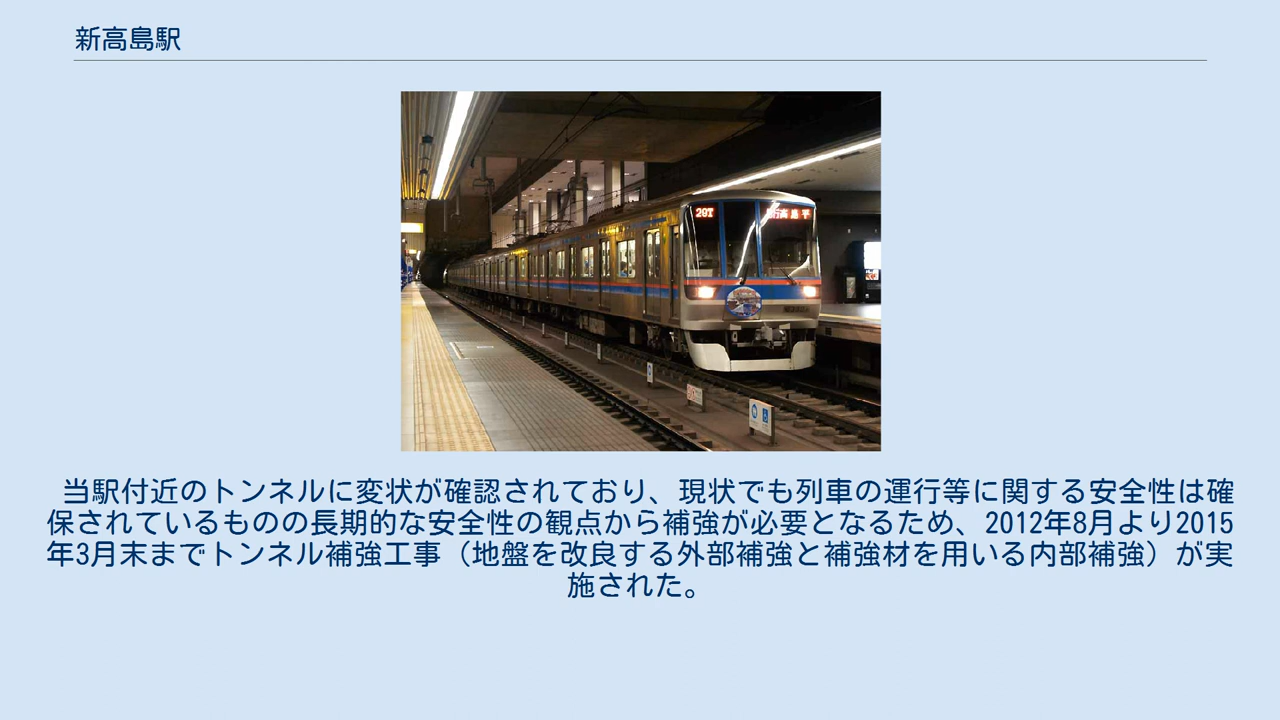 新高島駅
29T
急行高島平
当駅付近のトンネルに変状が確認されており、現状でも列車の運行等に関する安全性は確
保されているものの長期的な安全性の観点から補強が必要となるため、2012年8月より2015
年3月末までトンネル補強工事（地盤を改良する外部補強と補強材を用いる内部補強）が実
施された。